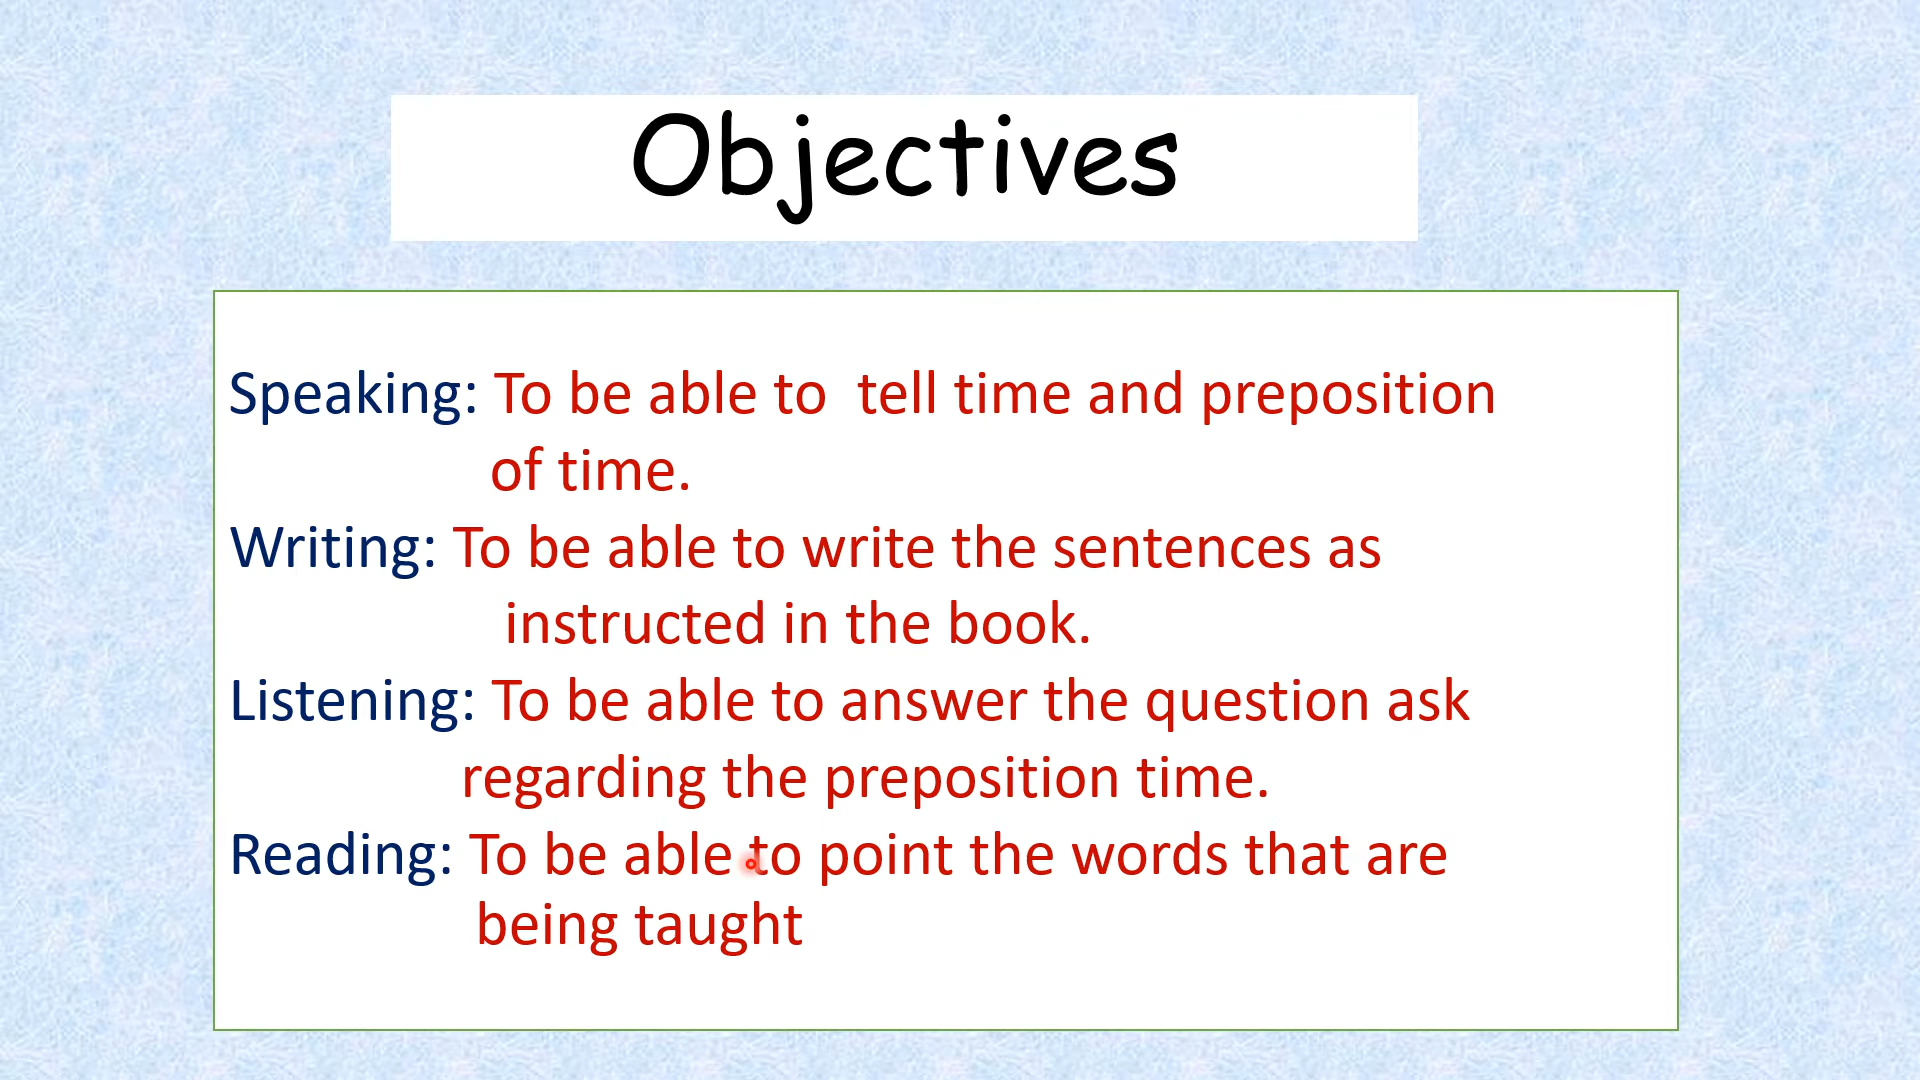 Objectives
Speaking: To be able to  tell time and preposition
of time.
Writing: To be able to write the sentences as
instructed in the book.
Listening: To be able to answer the question ask
regarding the preposition time.
Reading: To be able to point the words that are
being taught